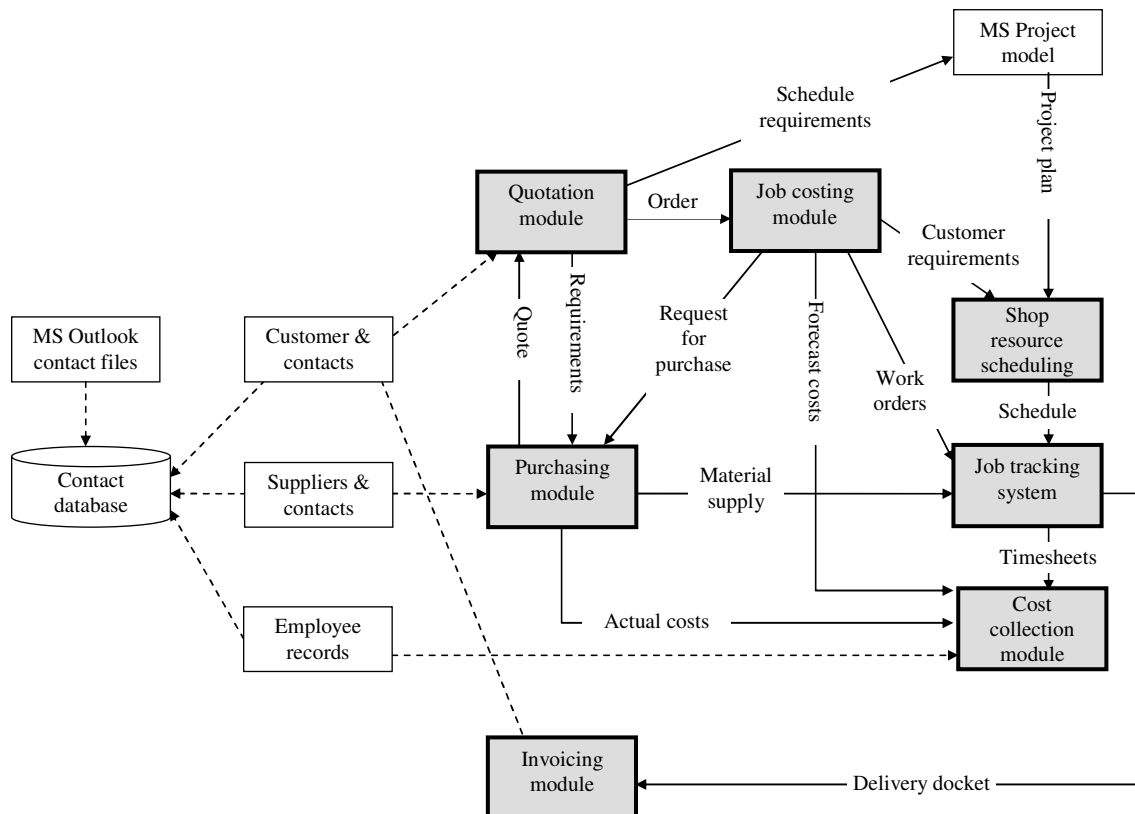 MS Project
model
Schedule
requirements
Project plan
Quotation
module
Order
Job costing
module
Customer
requirements
MS Outlook
contact files
Customer &
contacts
Quote
Requirements
Request
for
purchase
Forecast costs
Work
orders
Shop
resource
scheduling
Schedule
Contact
database
Suppliers &
contacts
Purchasing
module
Material
supply
Job tracking
system
Timesheets
Employee
records
Actual costs
Cost
collection
module
Invoicing
module
Delivery docket